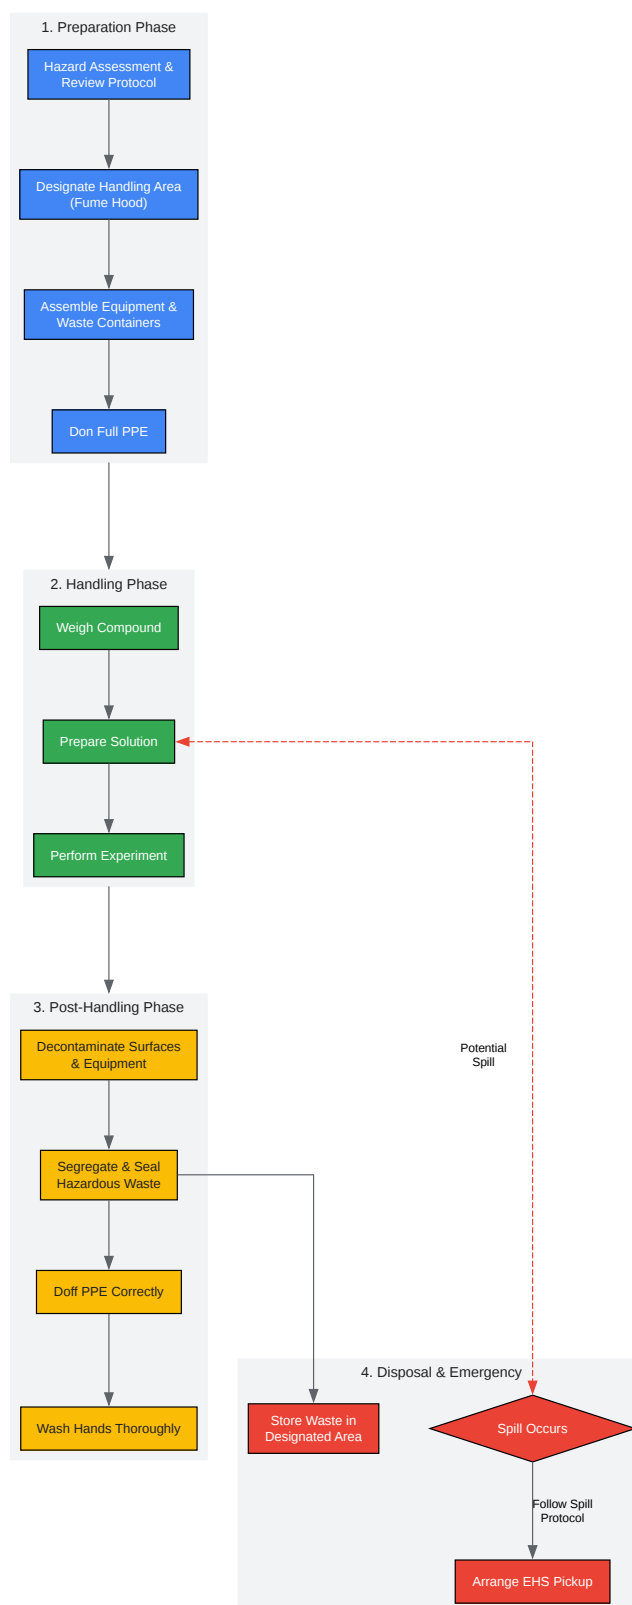 1. Preparation Phase
Hazard Assessment &
Review Protocol
Designate Handling Area
(Fume Hood)
Assemble Equipment &
Waste Containers
Don Full PPE
2. Handling Phase
Weigh Compound
Prepare Solution
Perform Experiment
3. Post-Handling Phase
Decontaminate Surfaces
& Equipment
Potential
Spill
Segregate & Seal
Hazardous Waste
Doff PPE Correctly
Wash Hands Thoroughly
4. Disposal & Emergency
Store Waste in
Designated Area
Spill Occurs
Follow Spill
Protocol
Arrange EHS Pickup